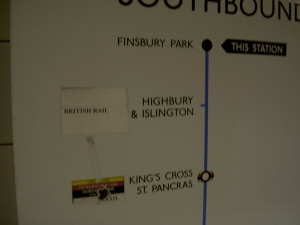 SOUTHBOUND
FINSBURY PARK
THIS STATION
HIGHBURY
& ISLINGTON
BRITISH RAIL
KING'S CROSS
ST. PANCRAS